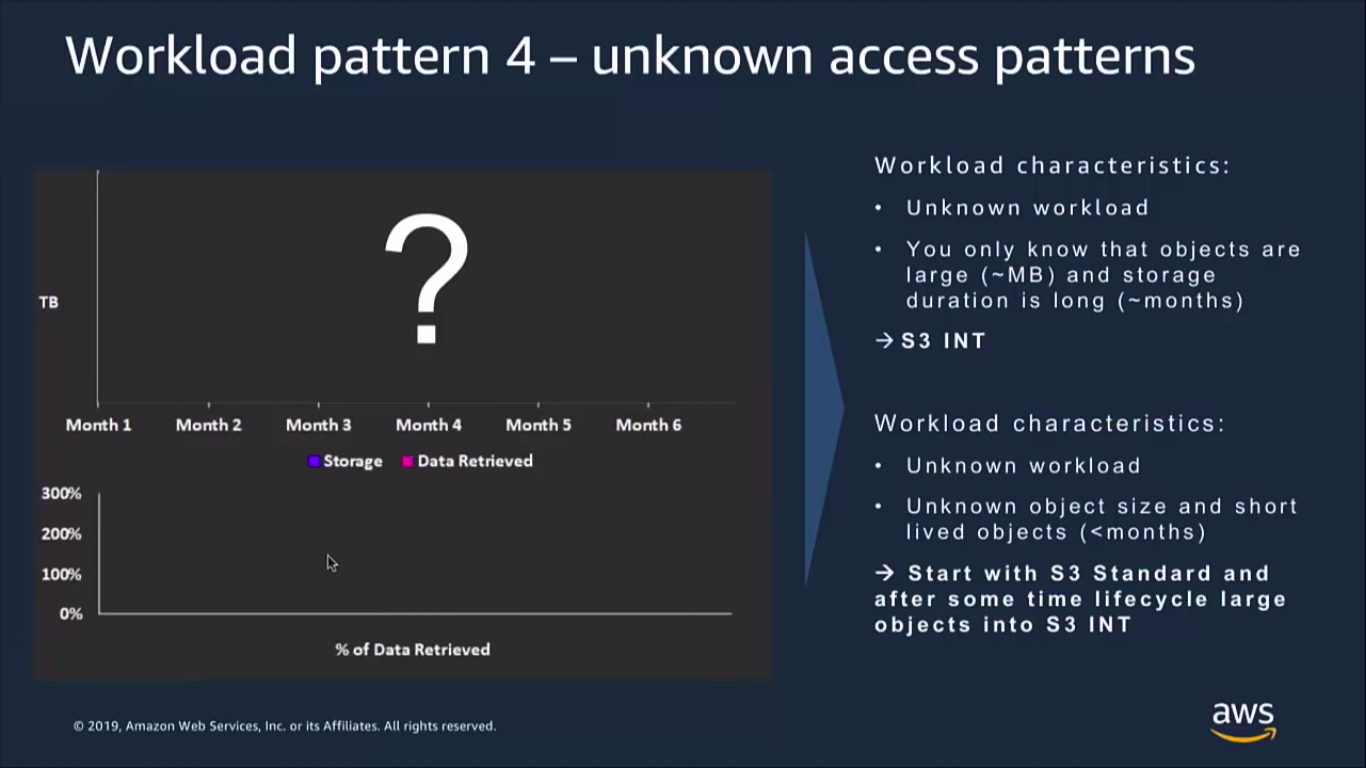 Workload pattern 4 – unknown access patterns
?
TB
Month 1 Month 2 Month 3 Month 4 Month 5 Month 6
Storage Data Retrieved
300%
200%
100%
0%
% of Data Retrieved
Workload characteristics:
• Unknown workload
• You only know that objects are
large (~MB) and storage
duration is long (~months)
→ S3 INT
Workload characteristics:
• Unknown workload
• Unknown object size and short
lived objects (<months)
→ Start with S3 Standard and
after some time lifecycle large
objects into S3 INT
© 2019, Amazon Web Services, Inc. or its Affiliates. All rights reserved.
aws